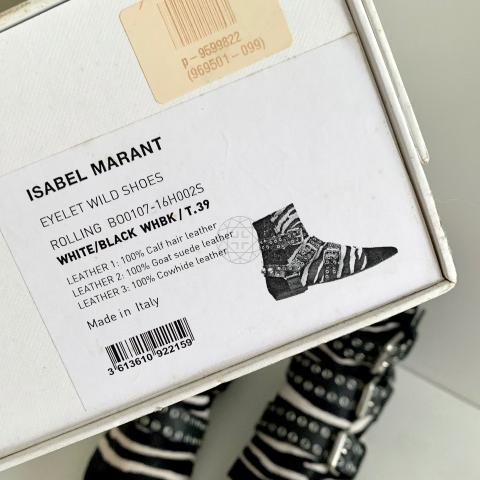 p-9599822
(969501-099)
ISABEL MARANT
EYELET WILD SHOES
ROLLING B00107-16H002S
WHITE/BLACK WHBK / T.39
LEATHER 1: 100% Calf hair leather
LEATHER 2: 100% Goat suede leather
LEATHER 3: 100% Cowhide leather
Made in Italy
3 613610 922159